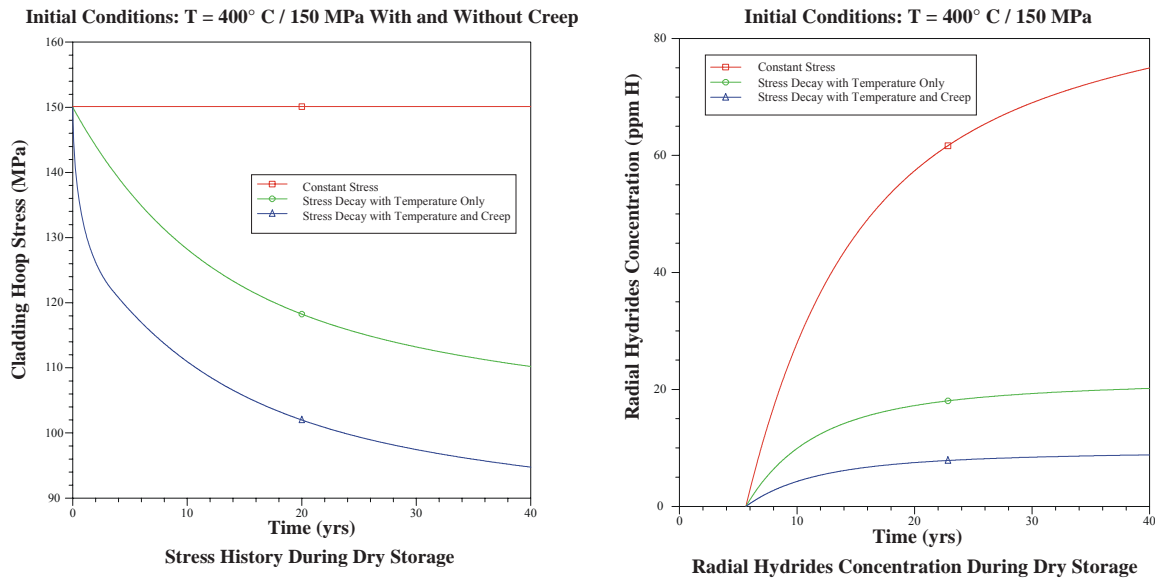 Initial Conditions: T = 400° C / 150 MPa With and Without Creep
160
150
140
130
120
110
100
90
Cladding Hoop Stress (MPa)
Constant Stress
Stress Decay with Temperature Only
Stress Decay with Temperature and Creep
0
10
20
30
40
Time (yrs)
Stress History During Dry Storage
Initial Conditions: T = 400° C / 150 MPa
80
60
40
20
0
Radial Hydrides Concentration (ppm H)
Constant Stress
Stress Decay with Temperature Only
Stress Decay with Temperature and Creep
0
10
20
30
40
Time (yrs)
Radial Hydrides Concentration During Dry Storage